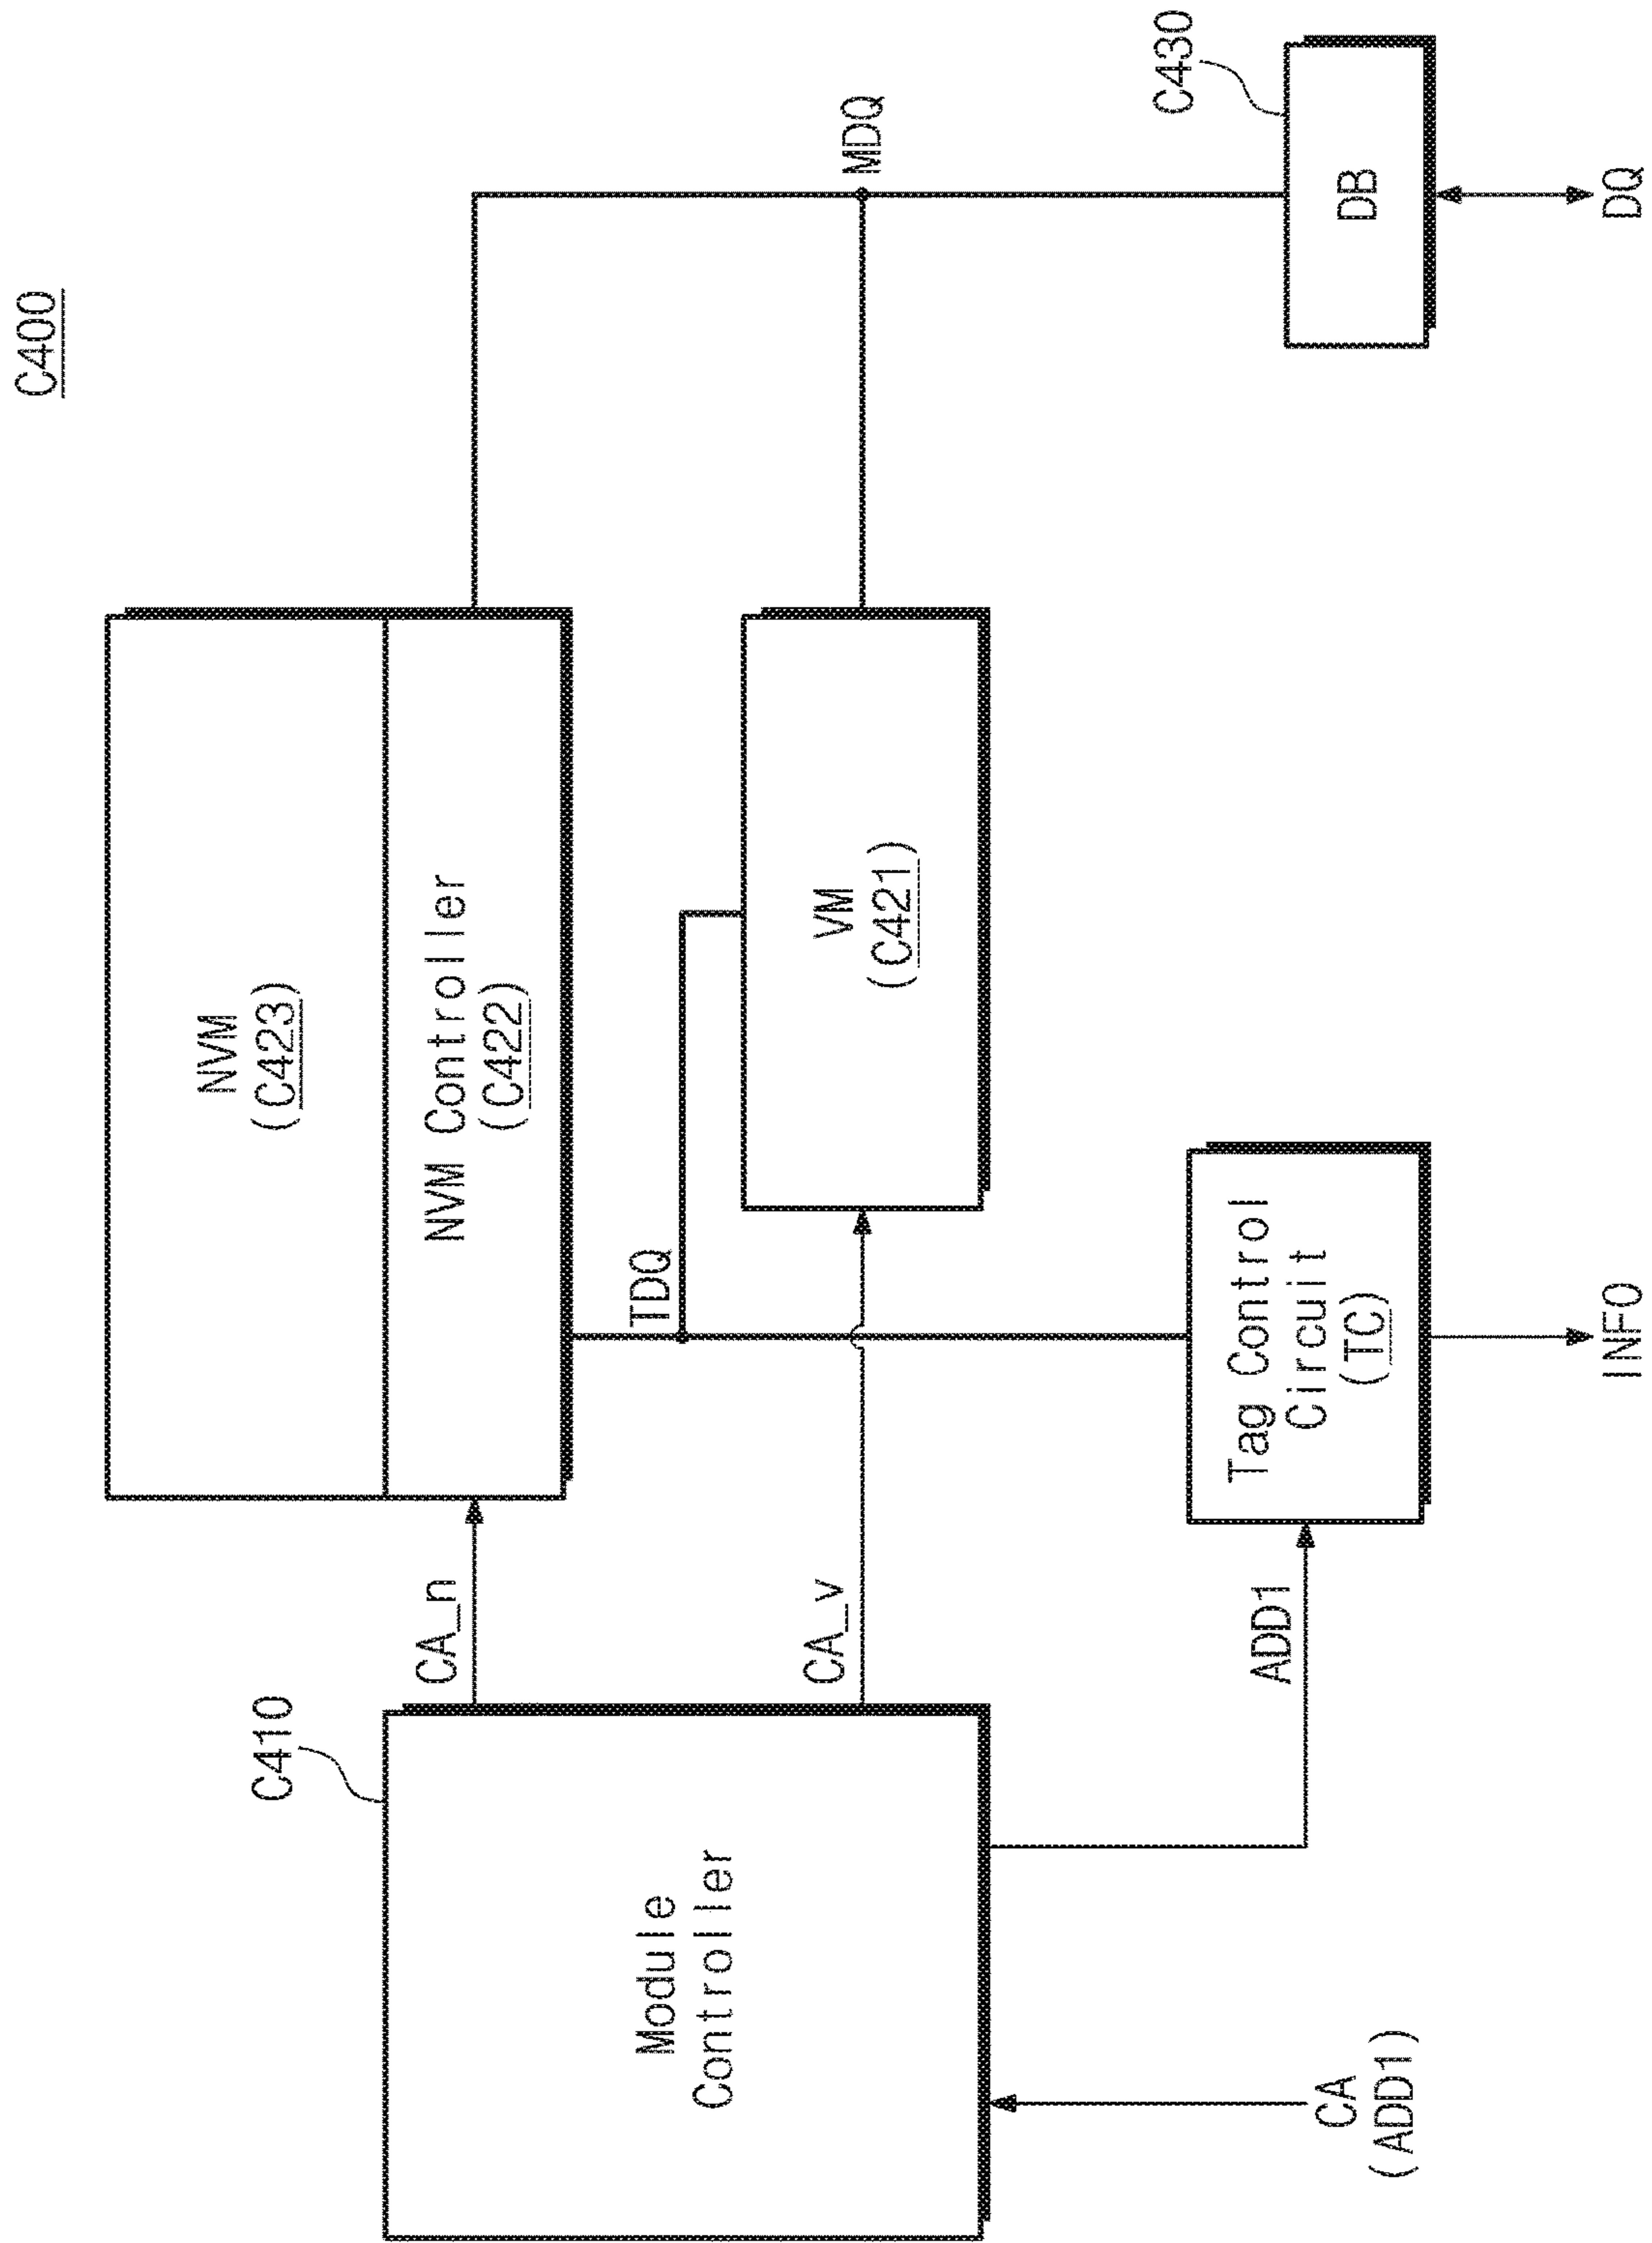 C400
NVM
(C423)
NVM Controller
(C422)
C410
CA_n
Module
Controller
TDQ
VM
(C421)
CA_v
MDQ
C430
DB
DQ
ADD1
Tag Control
Circuit
(TC)
CA
(ADD1)
INFO